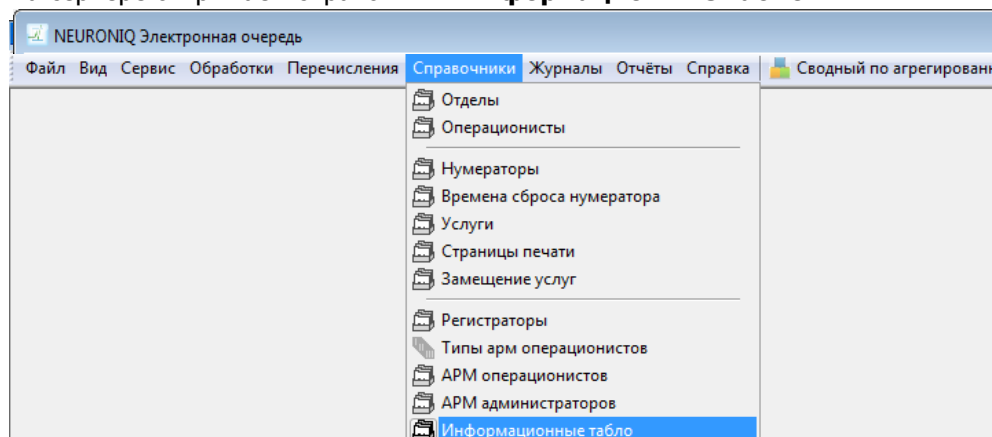 NEURONIQ Электронная очередь
Файл Вид Сервис Обработки Перечисления Справочники Журналы Отчёты Справка Сводный по агрегирован
Отделы
Операционисты
Нумераторы
Времена сброса нумератора
Услуги
Страницы печати
Замещение услуг
Регистраторы
Типы арм операционистов
АРМ операционистов
АРМ администраторов
Информационные табло